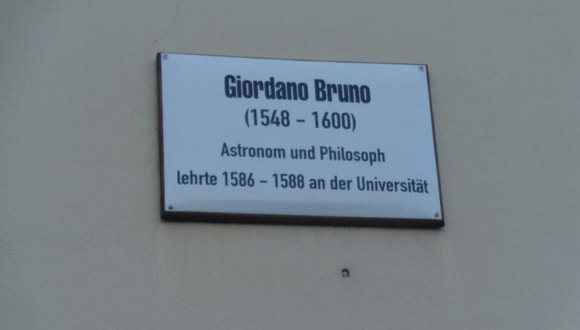 Giordano Bruno
(1548 – 1600)
Astronom und Philosoph
lehrte 1586 – 1588 an der Universität